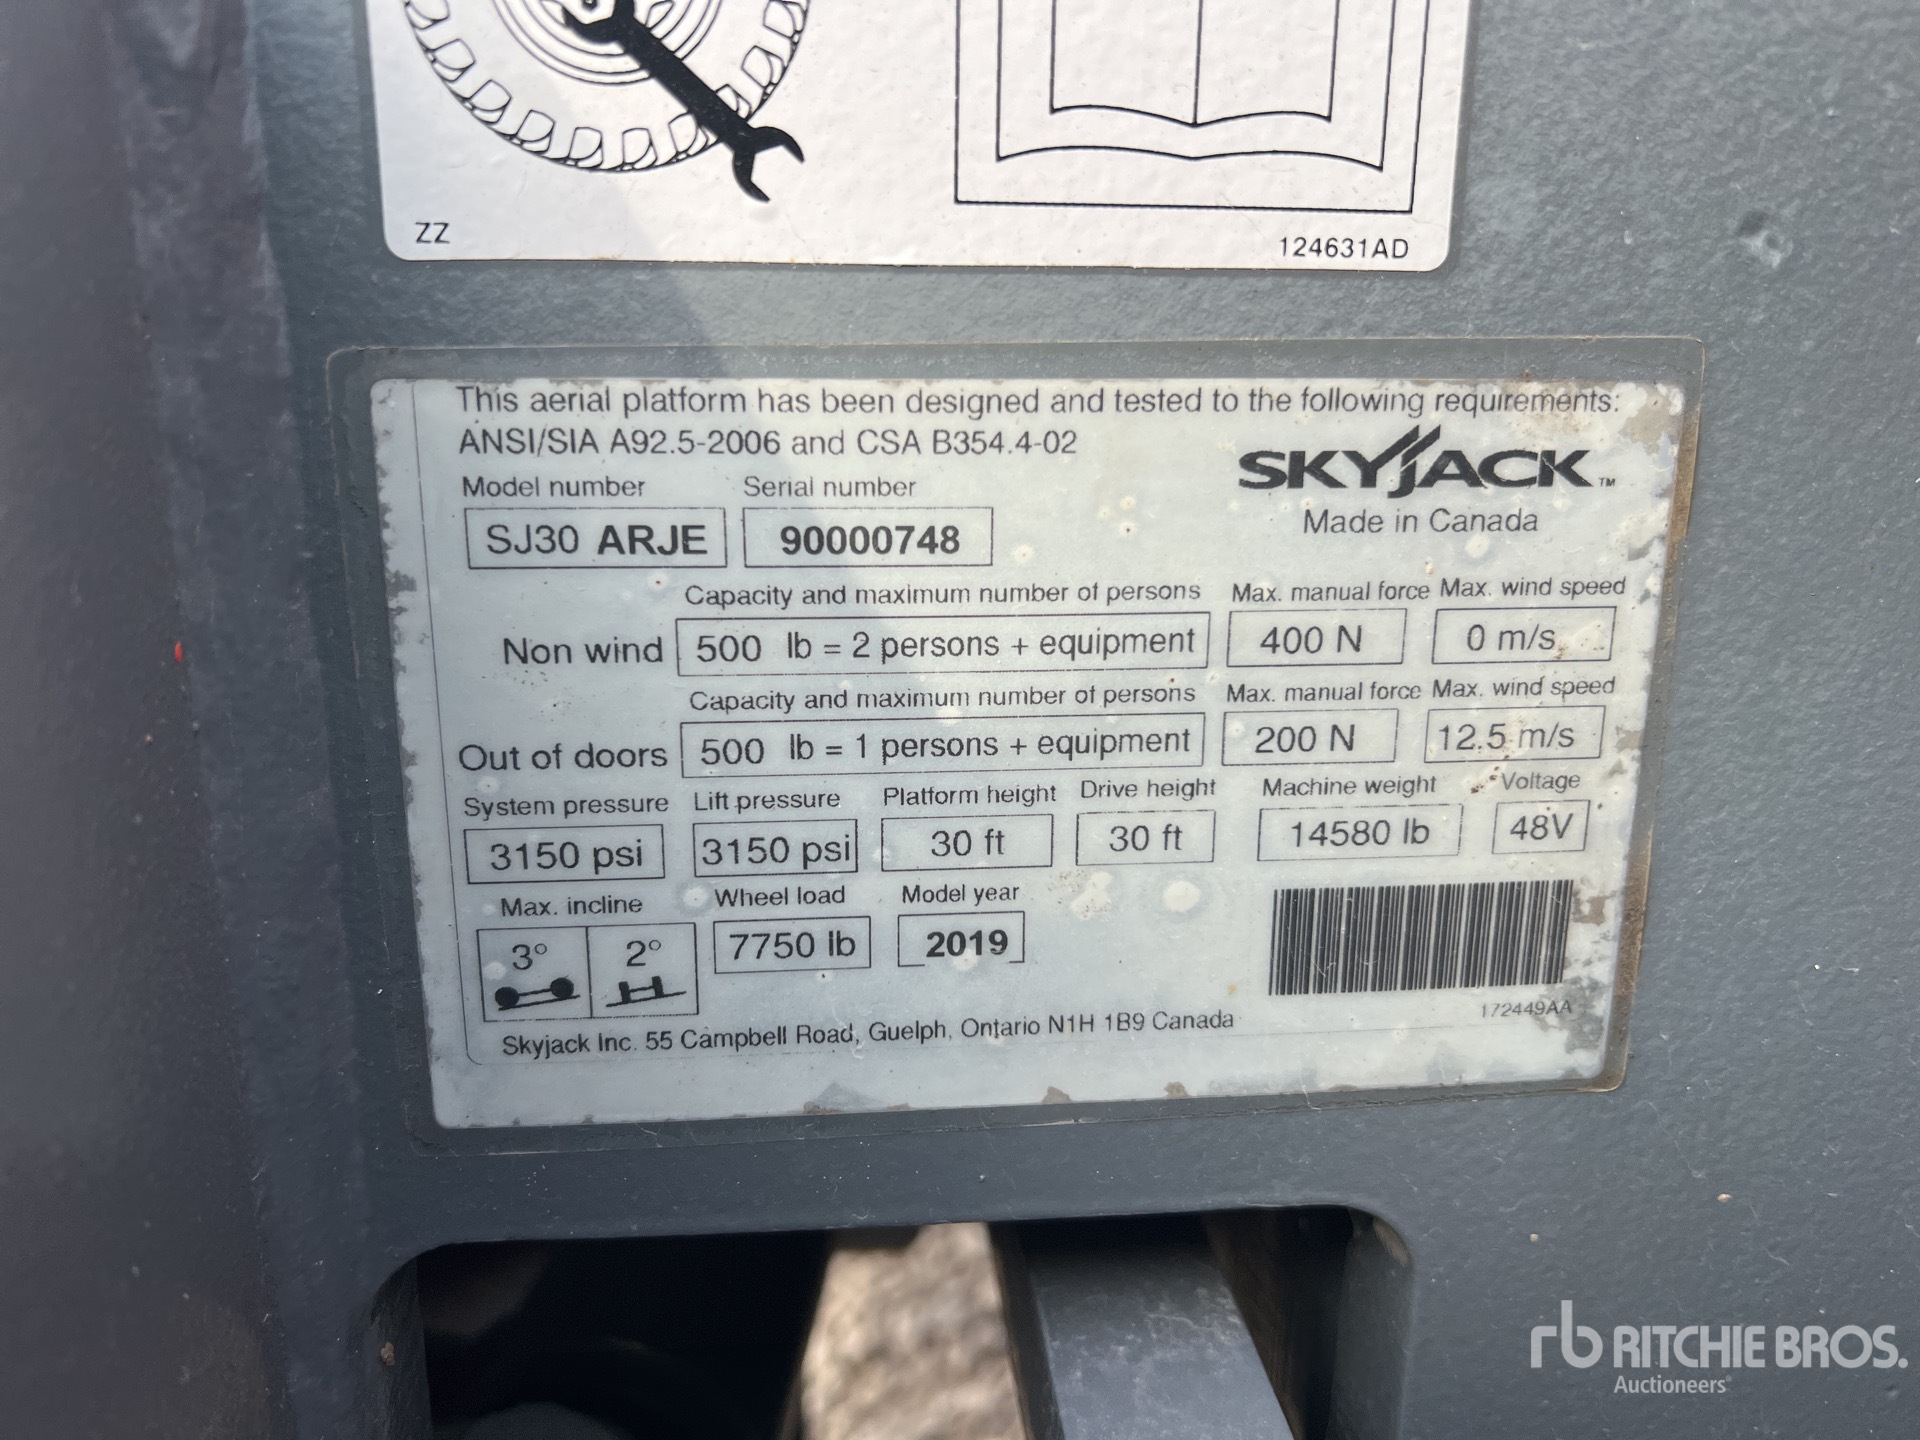 ZZ
124631AD
This aerial platform has been designed and tested to the following requirements:
ANSI/SIA A92.5-2006 and CSA B354.4-02
SKYJACK™
Made in Canada
Model number Serial number
SJ30 ARJE 90000748
Capacity and maximum number of persons Max. manual force Max. wind speed
Non wind 500 lb = 2 persons + equipment 400 N 0 m/s
Capacity and maximum number of persons Max. manual force Max. wind speed
Out of doors 500 lb = 1 persons + equipment 200 N 12.5 m/s
System pressure Lift pressure Platform height Drive height Machine weight Voltage
3150 psi 3150 psi 30 ft 30 ft 14580 lb 48V
Max. incline Wheel load Model year
3° 2° 7750 lb 2019
172449AA
Skyjack Inc. 55 Campbell Road, Guelph, Ontario N1H 1B9 Canada
rb RITCHIE BROS.
Auctioneers